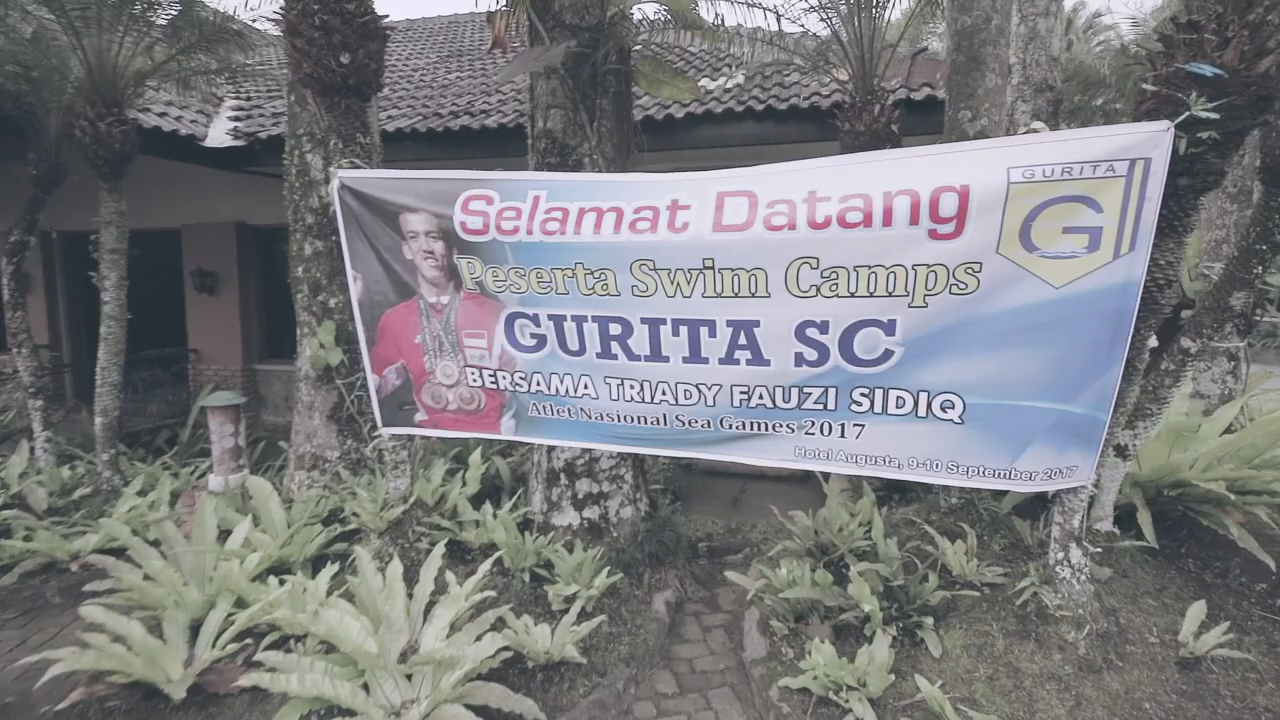 Selamat Datang
GURITA
G
Peserta Swim Camps
GURITA SC
BERSAMA TRIADY FAUZI SIDIQ
Atlet Nasional Sea Games 2017
Hotel Augusta, 9-10 September 2017